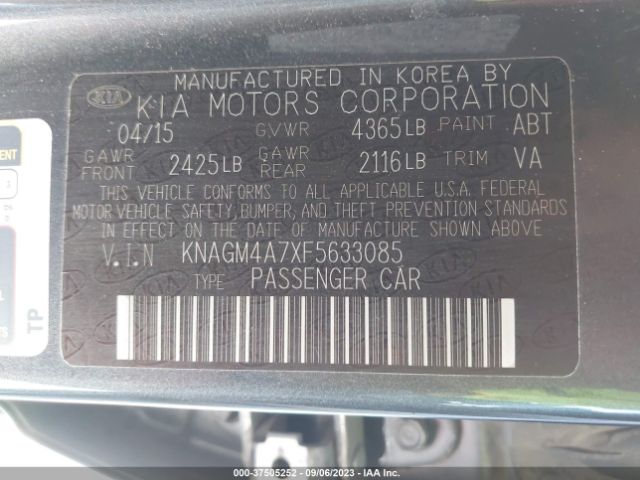 MANUFACTURED IN KOREA BY
KIA KIA MOTORS CORPORATION
04/15 GVWR 4365LB PAINT ABT
GAWR FRONT 2425LB GAWR REAR 2116LB TRIM VA
THIS VEHICLE CONFORMS TO ALL APPLICABLE U.S.A. FEDERAL
MOTOR VEHICLE SAFETY, BUMPER, AND THEFT PREVENTION
STANDARDS IN EFFECT ON THE DATE OF MANUFACTURE SHOWN ABOVE
V.I.N KNAGM4A7XF5633085
TYPE PASSENGER CAR
TP
000-37505252 - 09/06/2023 - IAA Inc.